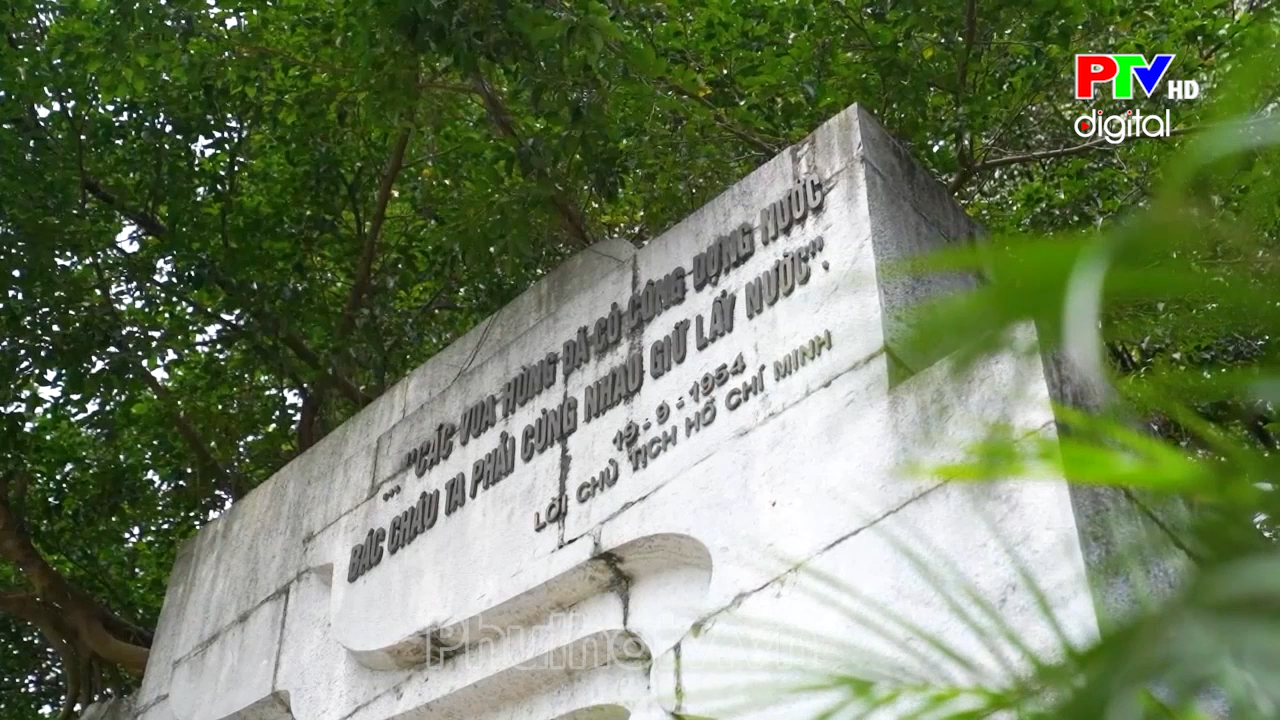 PTV HD
digital
... "CÁC VUA HÙNG ĐÃ CÓ CÔNG DỰNG NƯỚC
BÁC CHÁU TA PHẢI CÙNG NHAU GIỮ LẤY NƯỚC".
19-9-1954
LỜI CHỦ TỊCH HỒ CHÍ MINH